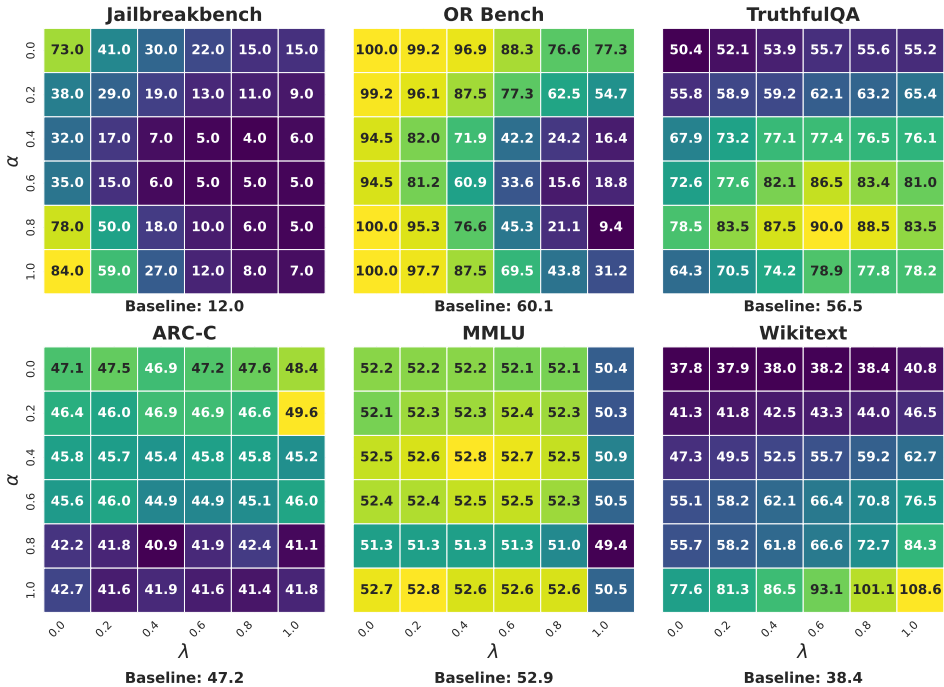 Jailbreakbench
OR Bench
TruthfulQA
α
0.0 73.0 41.0 30.0 22.0 15.0 15.0
0.2 38.0 29.0 19.0 13.0 11.0 9.0
0.4 32.0 17.0 7.0 5.0 4.0 6.0
0.6 35.0 15.0 6.0 5.0 5.0 5.0
0.8 78.0 50.0 18.0 10.0 6.0 5.0
1.0 84.0 59.0 27.0 12.0 8.0 7.0
Baseline: 12.0
100.0 99.2 96.9 88.3 76.6 77.3
99.2 96.1 87.5 77.3 62.5 54.7
94.5 82.0 71.9 42.2 24.2 16.4
94.5 81.2 60.9 33.6 15.6 18.8
100.0 95.3 76.6 45.3 21.1 9.4
100.0 97.7 87.5 69.5 43.8 31.2
Baseline: 60.1
50.4 52.1 53.9 55.7 55.6 55.2
55.8 58.9 59.2 62.1 63.2 65.4
67.9 73.2 77.1 77.4 76.5 76.1
72.6 77.6 82.1 86.5 83.4 81.0
78.5 83.5 87.5 90.0 88.5 83.5
64.3 70.5 74.2 78.9 77.8 78.2
Baseline: 56.5
ARC-C
MMLU
Wikitext
α
0.0 47.1 47.5 46.9 47.2 47.6 48.4
0.2 46.4 46.0 46.9 46.9 46.6 49.6
0.4 45.8 45.7 45.4 45.8 45.8 45.2
0.6 45.6 46.0 44.9 44.9 45.1 46.0
0.8 42.2 41.8 40.9 41.9 42.4 41.1
1.0 42.7 41.6 41.9 41.6 41.4 41.8
0.0 0.2 0.4 0.6 0.8 1.0
λ
Baseline: 47.2
52.2 52.2 52.2 52.1 52.1 50.4
52.1 52.3 52.3 52.4 52.3 50.3
52.5 52.6 52.8 52.7 52.5 50.9
52.4 52.4 52.5 52.5 52.3 50.5
51.3 51.3 51.3 51.3 51.0 49.4
52.7 52.8 52.6 52.6 52.6 50.5
0.0 0.2 0.4 0.6 0.8 1.0
λ
Baseline: 52.9
37.8 37.9 38.0 38.2 38.4 40.8
41.3 41.8 42.5 43.3 44.0 46.5
47.3 49.5 52.5 55.7 59.2 62.7
55.1 58.2 62.1 66.4 70.8 76.5
55.7 58.2 61.8 66.6 72.7 84.3
77.6 81.3 86.5 93.1 101.1 108.6
0.0 0.2 0.4 0.6 0.8 1.0
λ
Baseline: 38.4